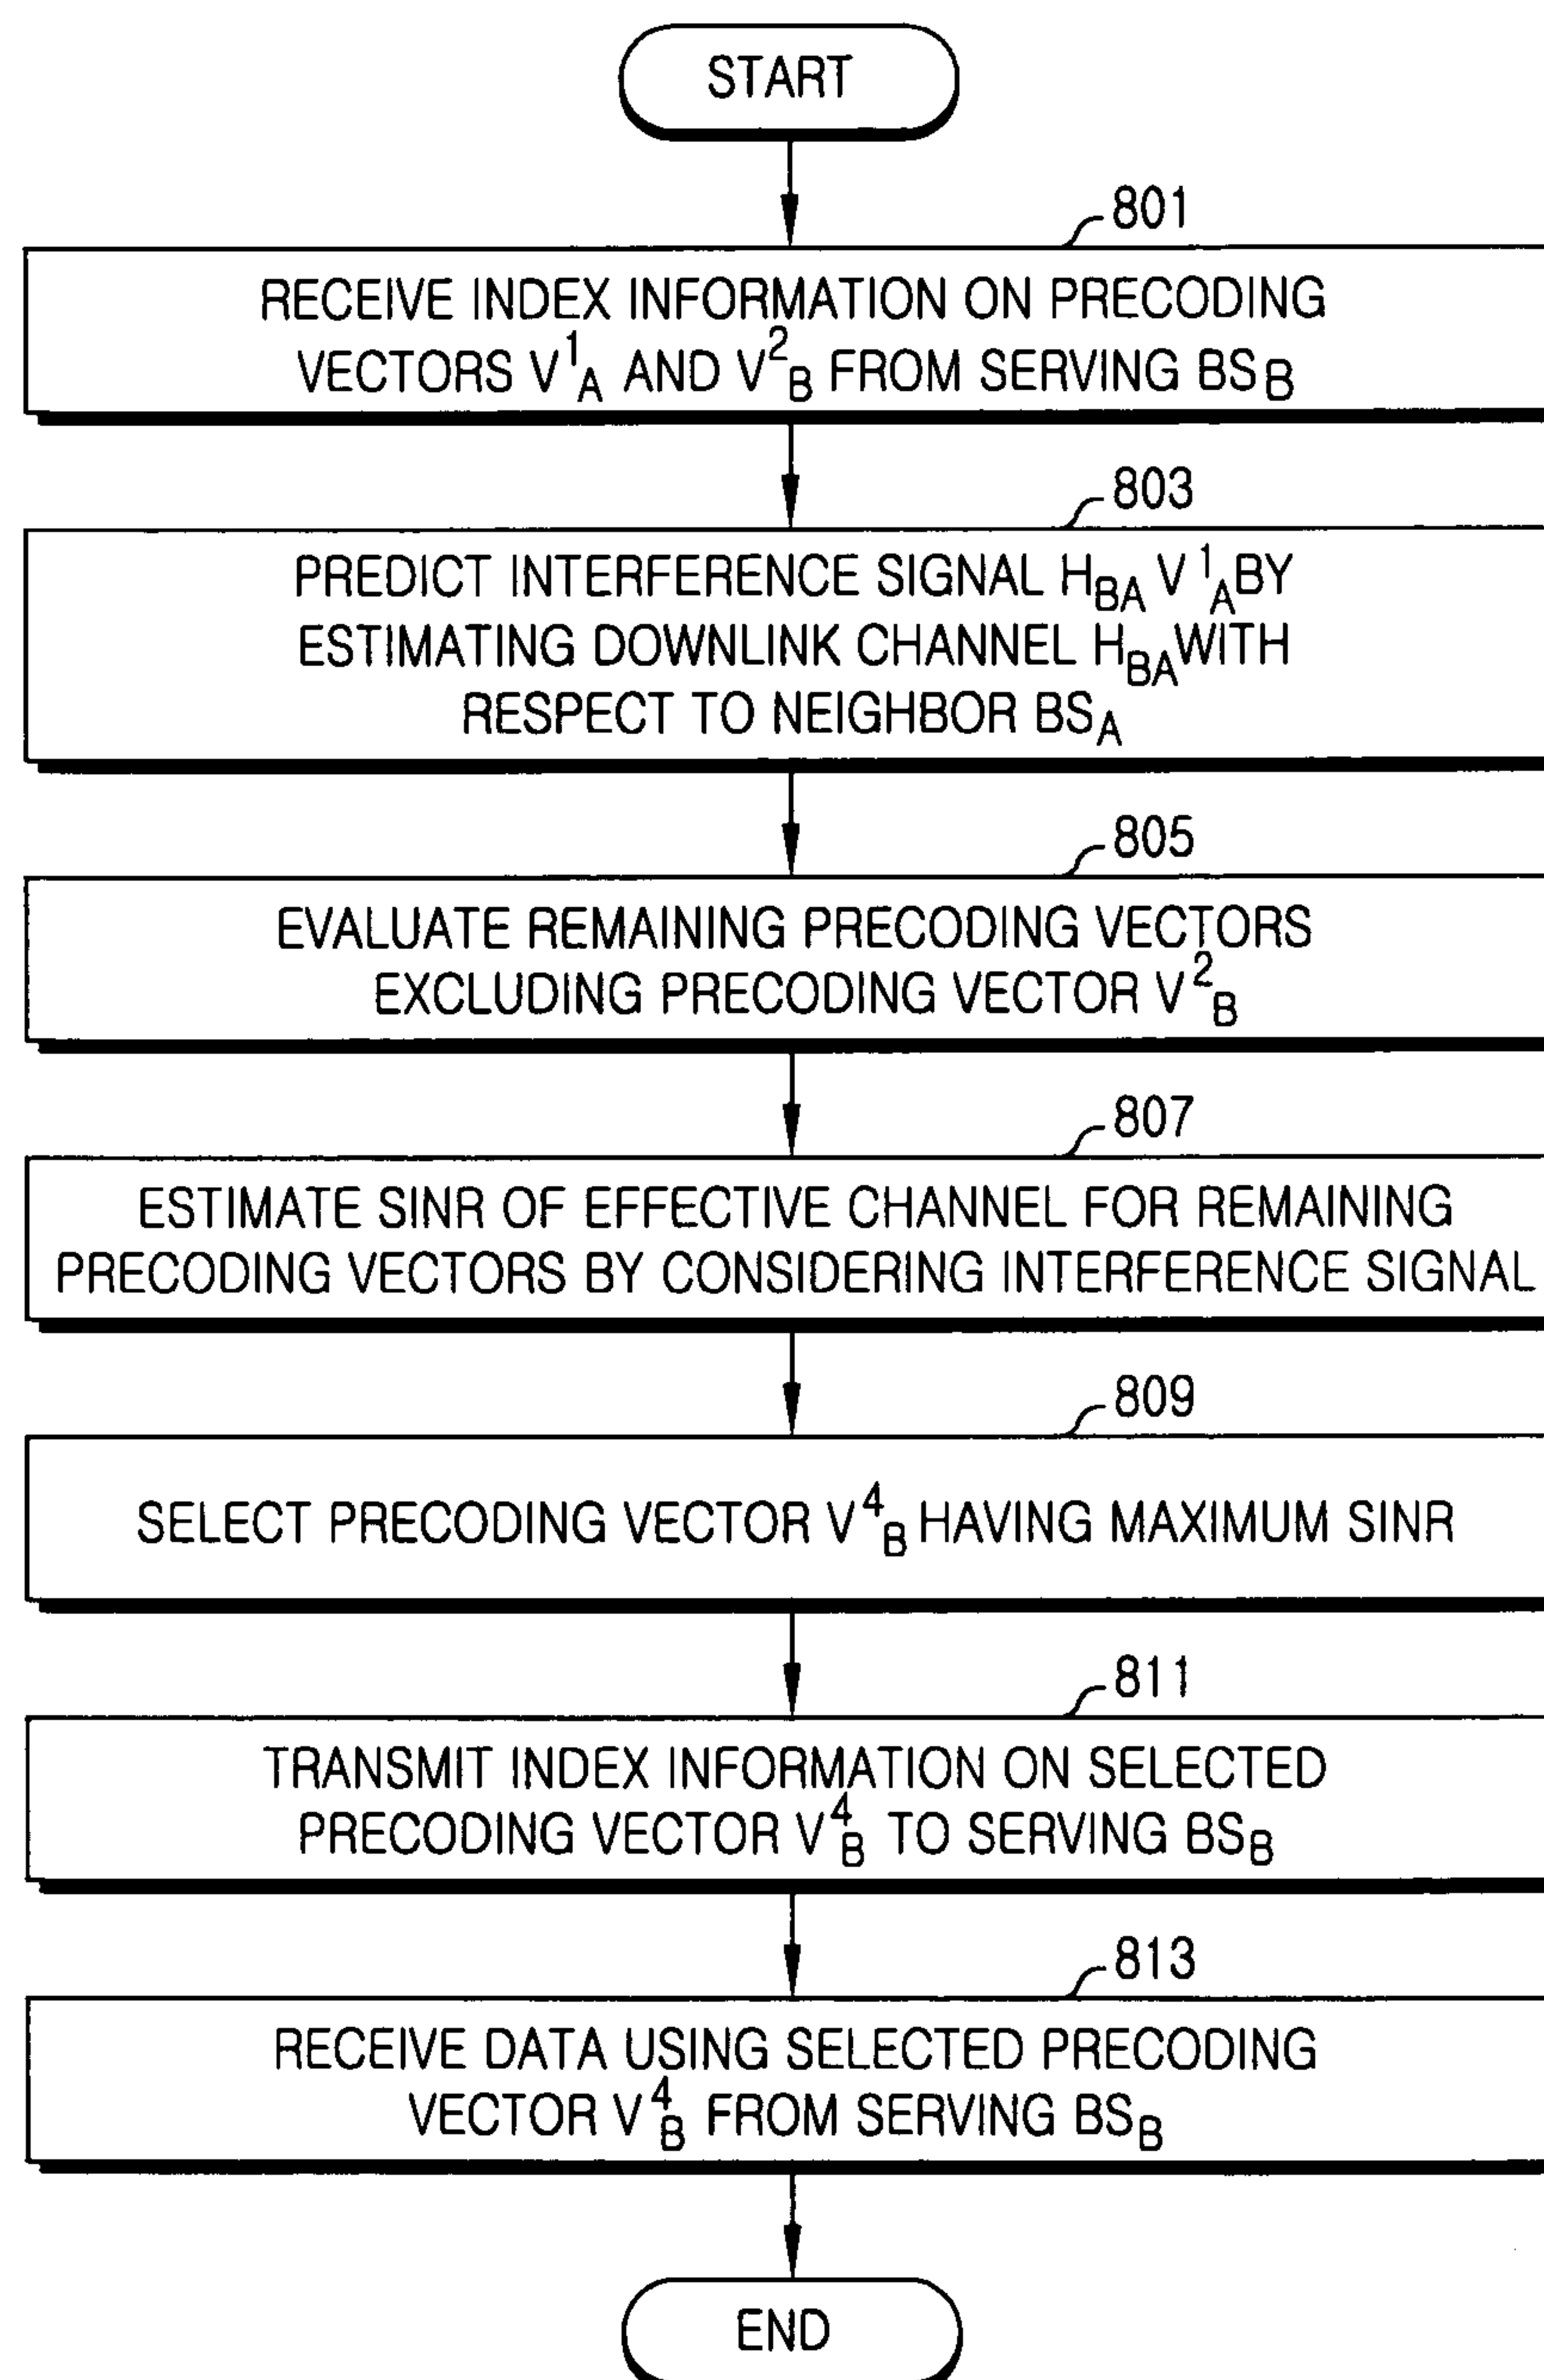 START
801
RECEIVE INDEX INFORMATION ON PRECODING
VECTORS V¹A AND V²B FROM SERVING BSB
803
PREDICT INTERFERENCE SIGNAL HBA V¹A BY
ESTIMATING DOWNLINK CHANNEL HBA WITH
RESPECT TO NEIGHBOR BSA
805
EVALUATE REMAINING PRECODING VECTORS
EXCLUDING PRECODING VECTOR V²B
807
ESTIMATE SINR OF EFFECTIVE CHANNEL FOR REMAINING
PRECODING VECTORS BY CONSIDERING INTERFERENCE SIGNAL
809
SELECT PRECODING VECTOR V⁴B HAVING MAXIMUM SINR
811
TRANSMIT INDEX INFORMATION ON SELECTED
PRECODING VECTOR V⁴B TO SERVING BSB
813
RECEIVE DATA USING SELECTED PRECODING
VECTOR V⁴B FROM SERVING BSB
END